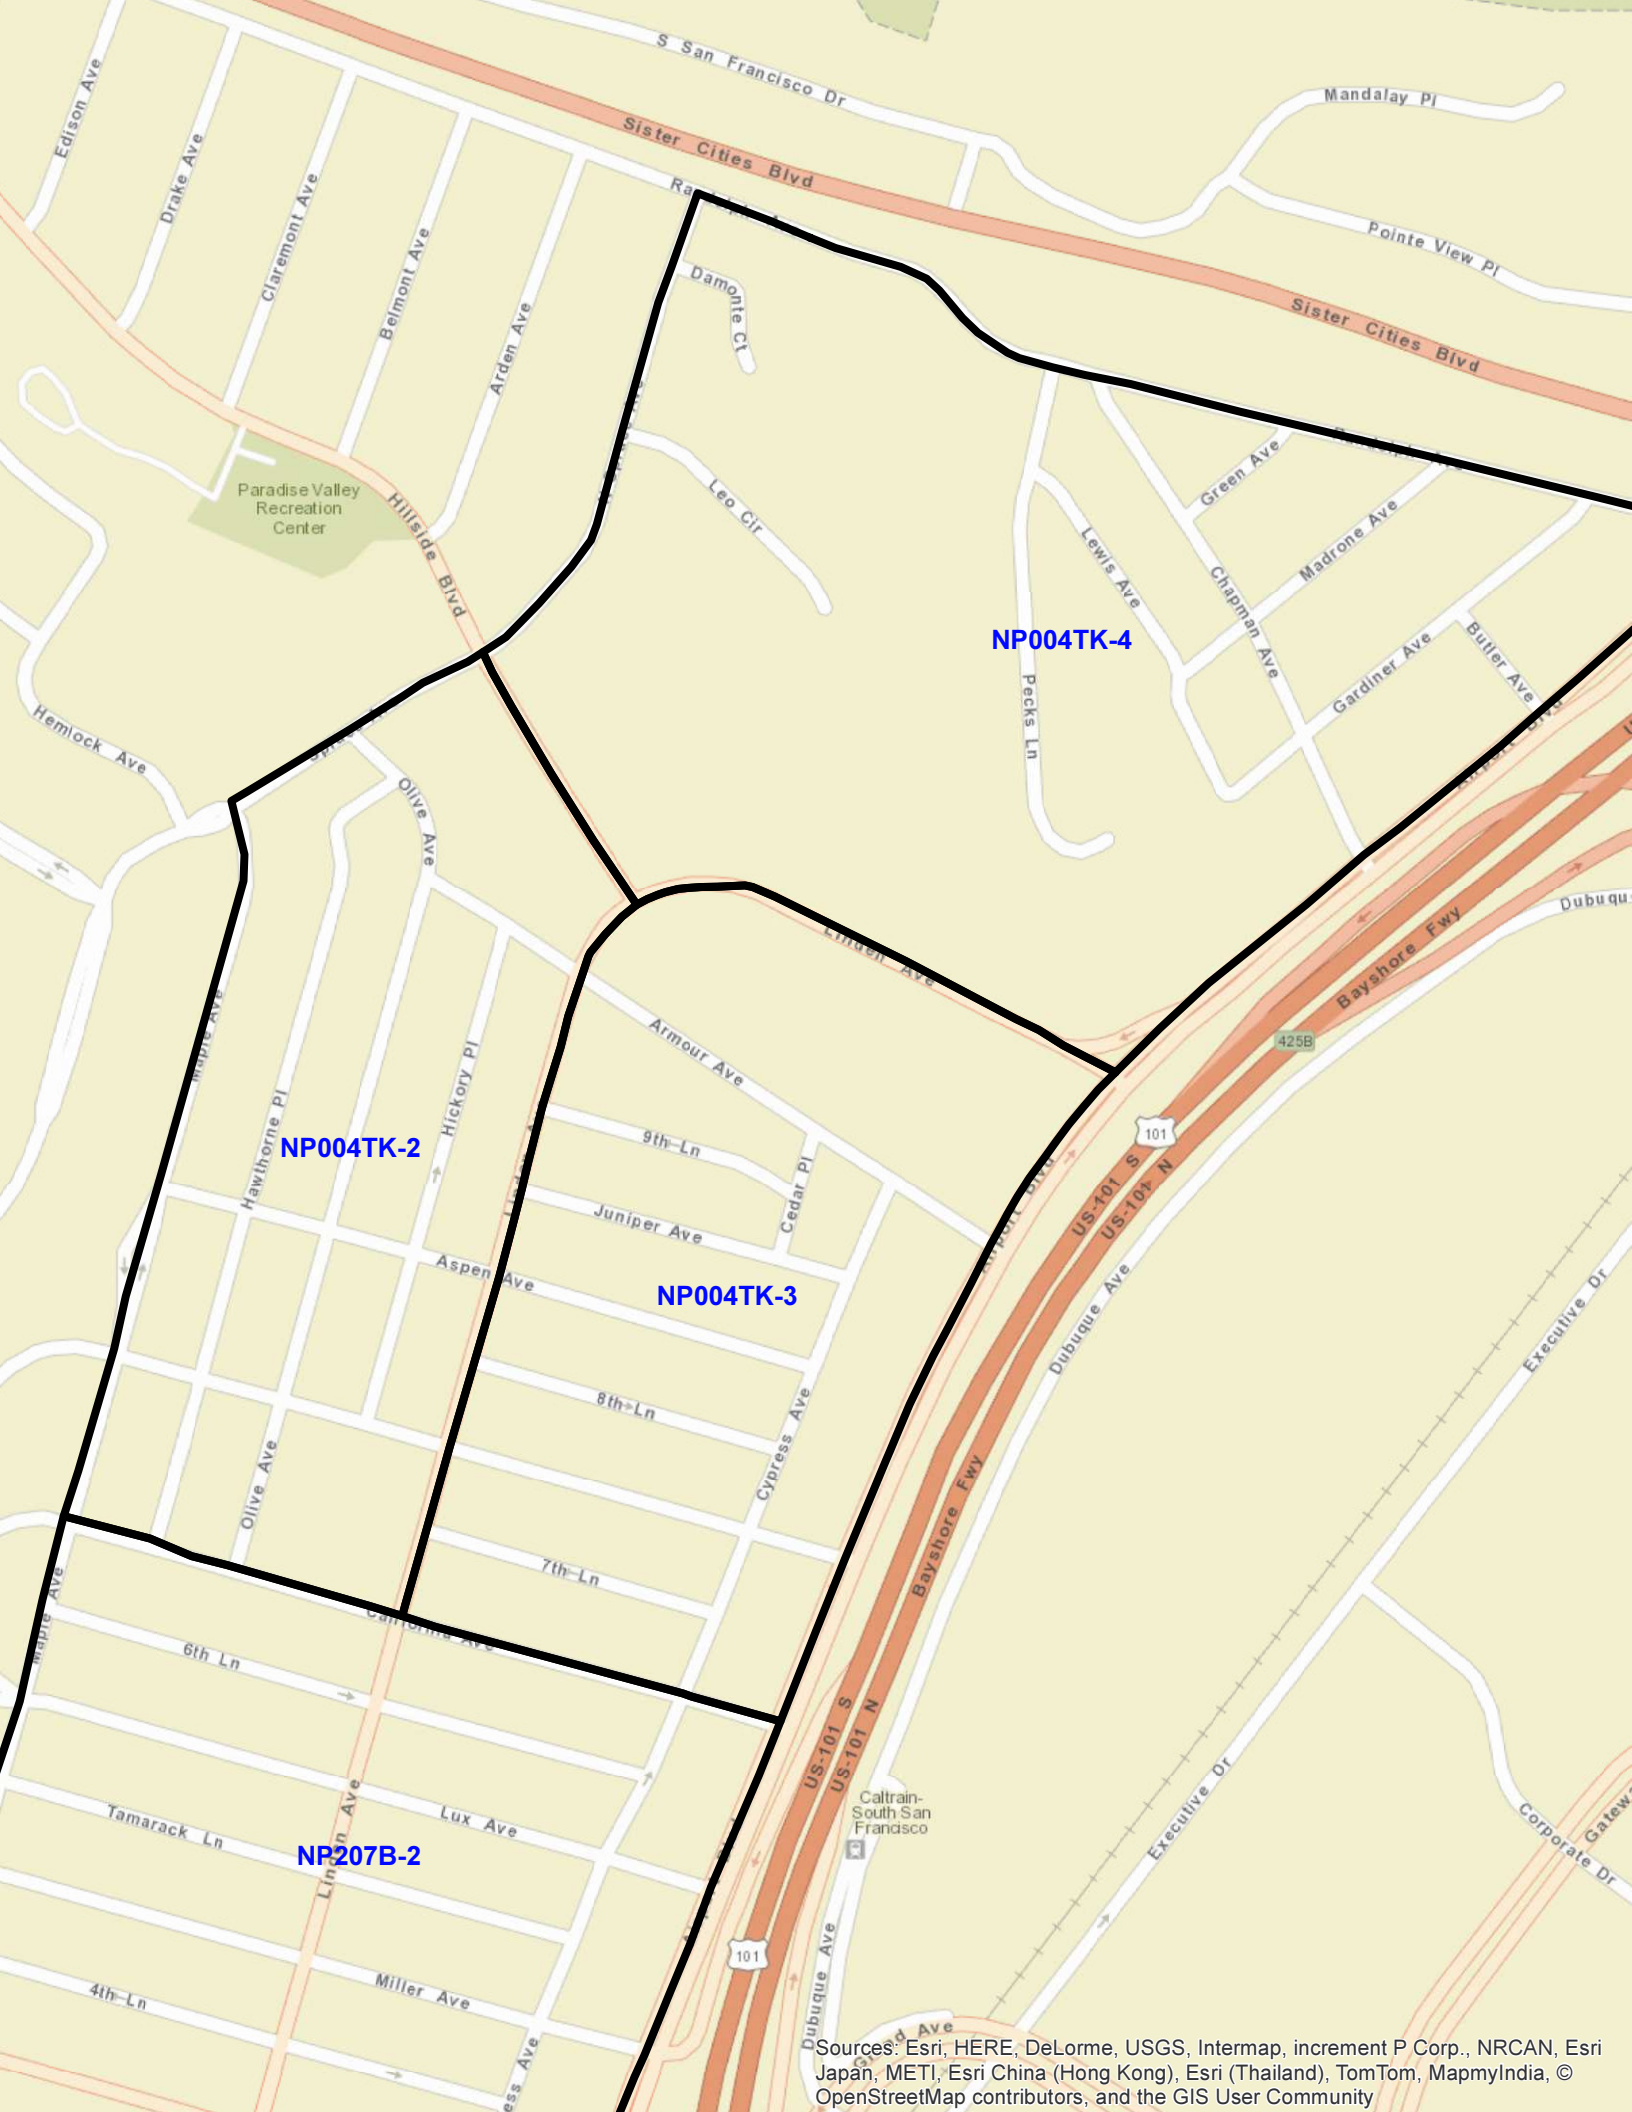 S San Francisco Dr
Mandalay Pl
Edison Ave
Sister Cities Blvd
Drake Ave
Claremont Ave
Belmont Ave
Pointe View Pl
Damonte Ct
Arden Ave
Sister Cities Blvd
Paradise Valley
Recreation
Center
Hillside Blvd
Leo Cir
Green Ave
Madrone Ave
Lewis Ave
Chapman Ave
NP004TK-4
Butler Ave
Gardiner Ave
Pecks Ln
Hemlock Ave
Olive Ave
Linden Ave
Bayshore Fwy
Armour Ave
425B
Maple Ave
Hickory Pl
Hawthorne Pl
NP004TK-2
9th Ln
101
Cedar Pl
US-101 S
US-101 N
Juniper Ave
Aspen Ave
NP004TK-3
Dubuque Ave
Executive Dr
8th Ln
Cypress Ave
Olive Ave
Bayshore Fwy
7th Ln
California Ave
Maple Ave
6th Ln
US-101 S
US-101 N
Caltrain-
South San
Francisco
Executive Dr
Corporate Dr
Tamarack Ln
Lux Ave
Linden Ave
NP207B-2
101
Dubuque Ave
Miller Ave
4th Ln
Sources: Esri, HERE, DeLorme, USGS, Intermap, increment P Corp., NRCAN, Esri
Japan, METI, Esri China (Hong Kong), Esri (Thailand), TomTom, MapmyIndia, ©
OpenStreetMap contributors, and the GIS User Community